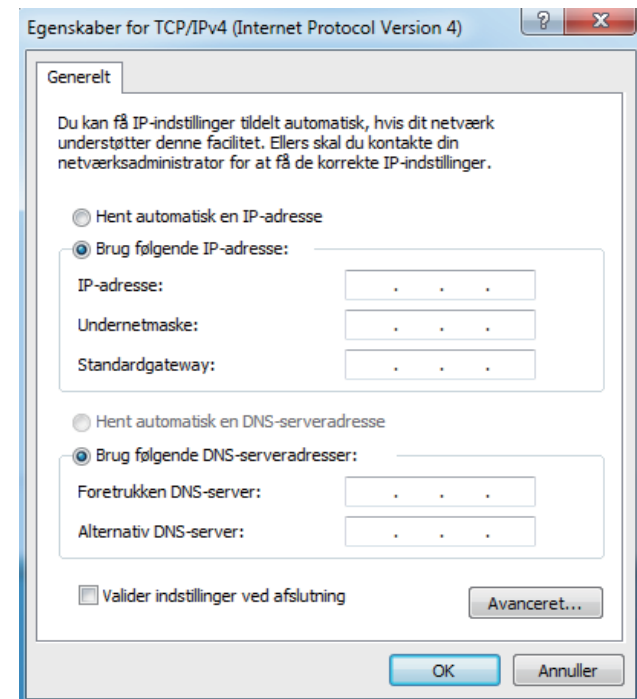 Egenskaber for TCP/IPv4 (Internet Protocol Version 4)
? X
Generelt
Du kan få IP-indstillinger tildelt automatisk, hvis dit netværk
understøtter denne facilitet. Ellers skal du kontakte din
netværksadministrator for at få de korrekte IP-indstillinger.
Hent automatisk en IP-adresse
Brug følgende IP-adresse:
IP-adresse: . . .
Undernetmaske: . . .
Standardgateway: . . .
Hent automatisk en DNS-serveradresse
Brug følgende DNS-serveradresser:
Foretrukken DNS-server: . . .
Alternativ DNS-server: . . .
Valider indstillinger ved afslutning
Avanceret...
OK Annuller